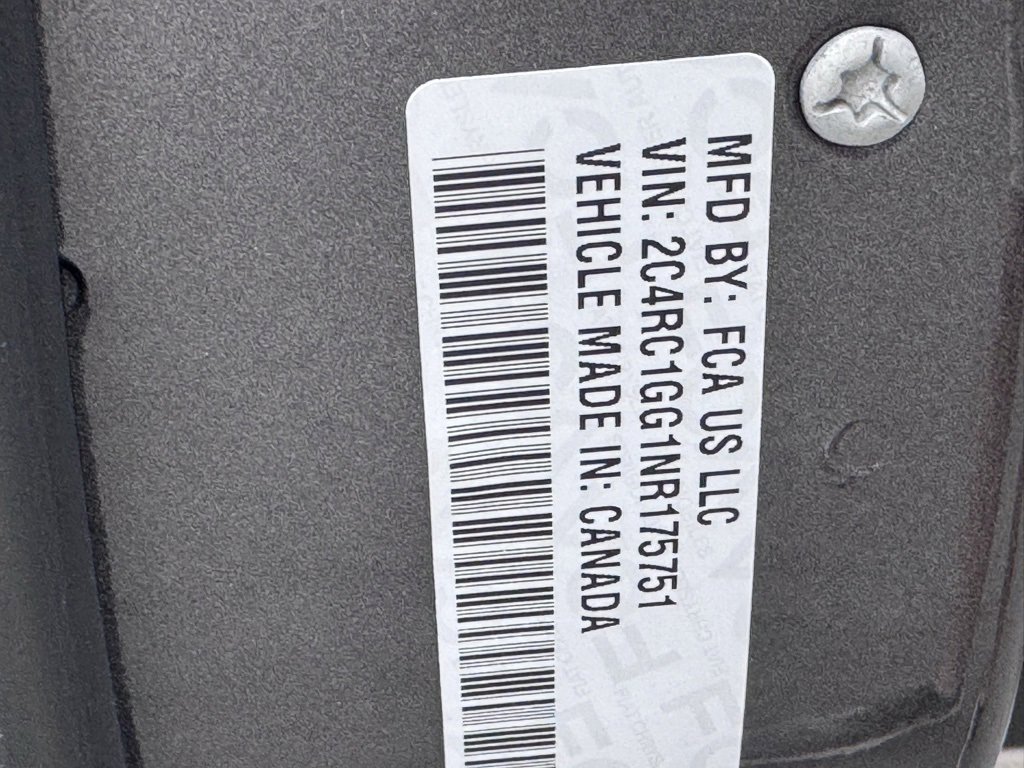 MFD BY: FCA US LLC
VIN: 2C4RC1GG1NR175751
VEHICLE MADE IN: CANADA